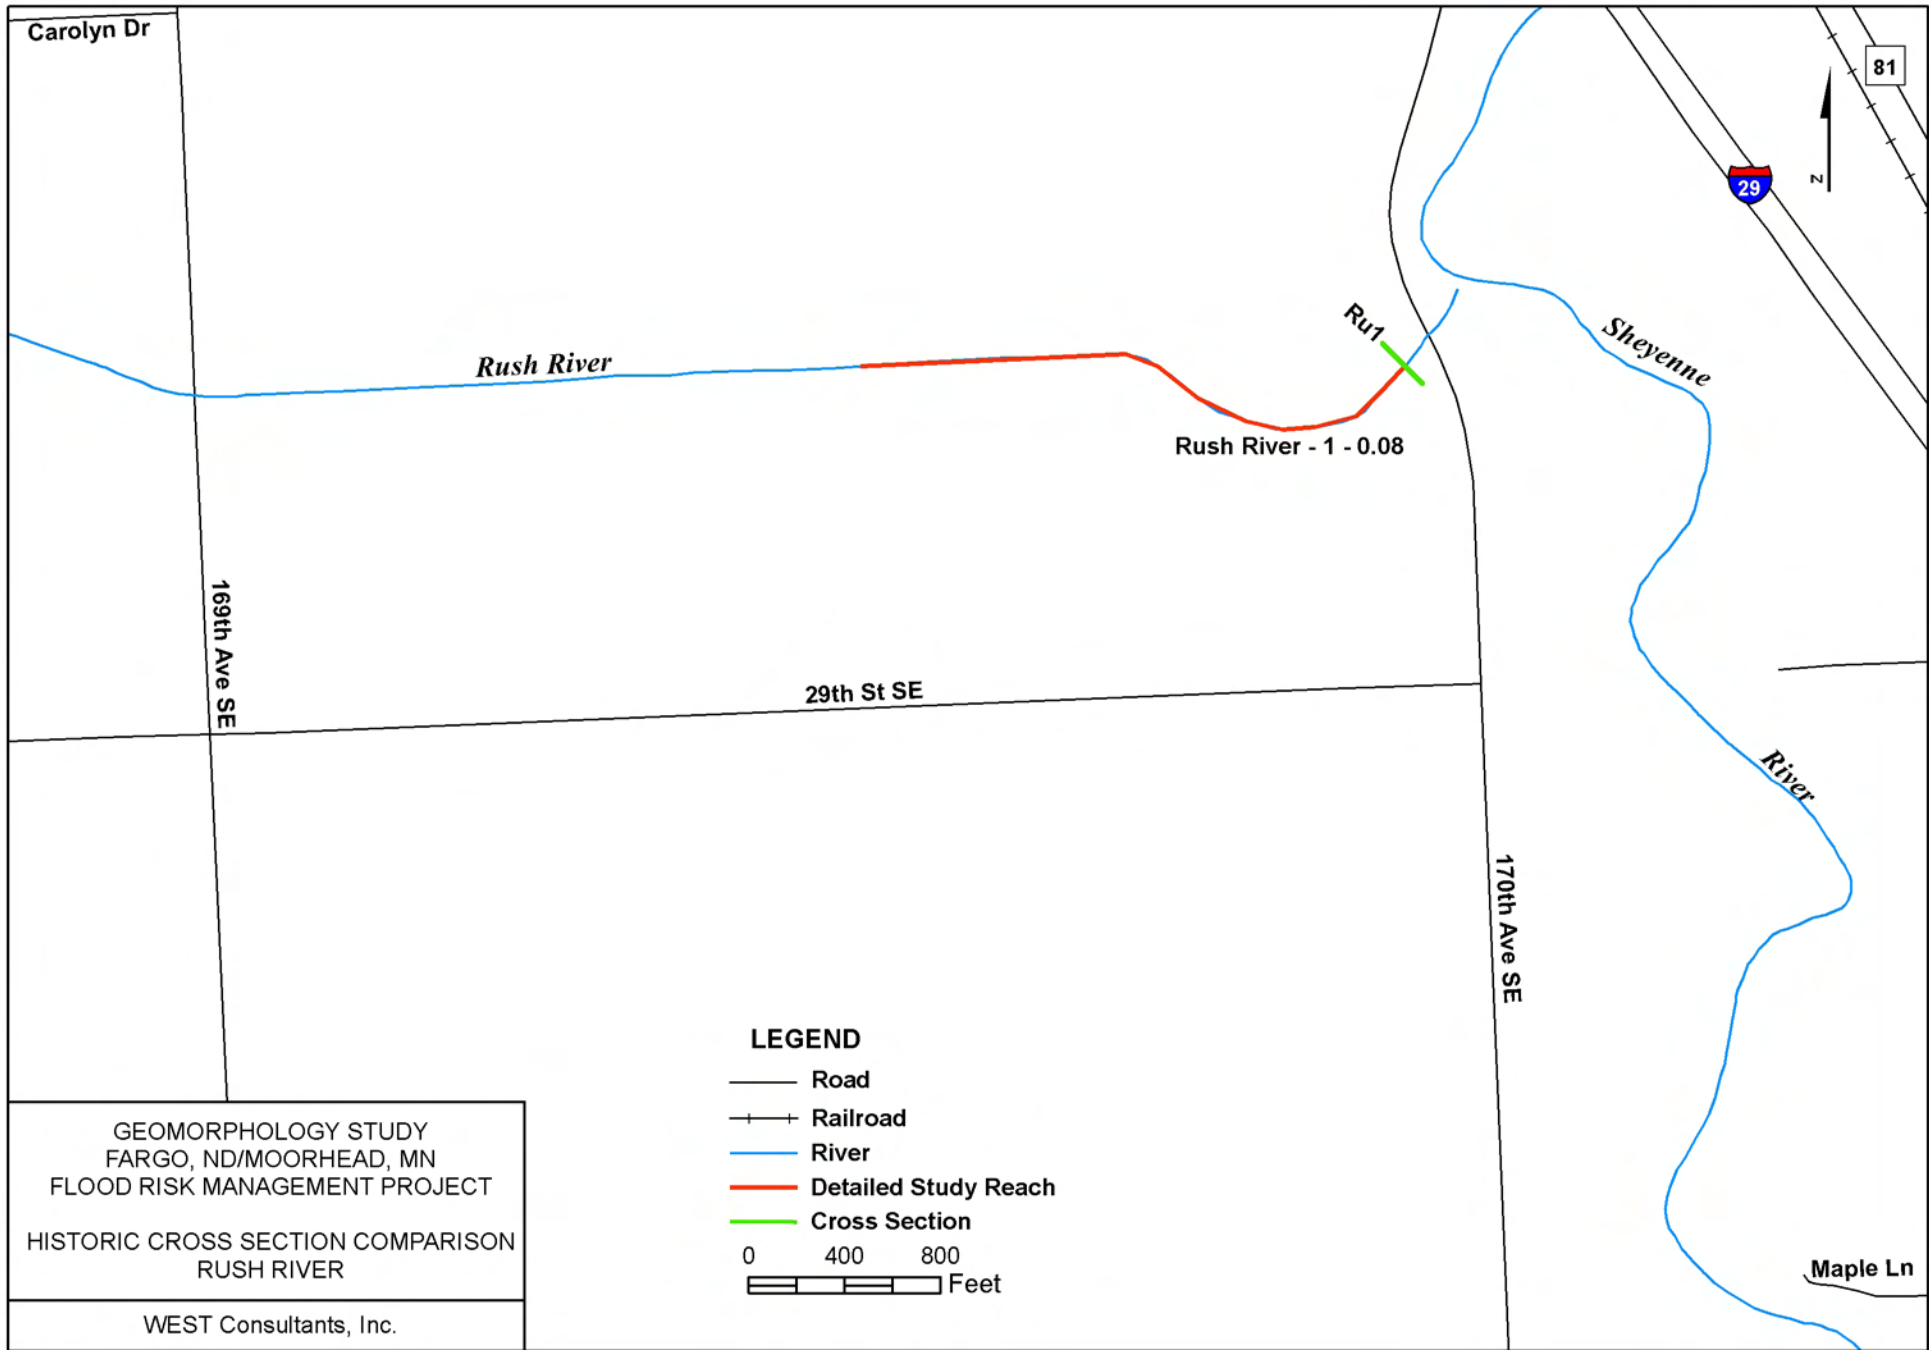 Carolyn Dr
81
29
N
Ru1
Rush River
Sheyenne
Rush River - 1 - 0.08
169th Ave SE
29th St SE
River
170th Ave SE
LEGEND
Road
Railroad
River
Detailed Study Reach
Cross Section
0 400 800
Feet
Maple Ln
GEOMORPHOLOGY STUDY
FARGO, ND/MOORHEAD, MN
FLOOD RISK MANAGEMENT PROJECT
HISTORIC CROSS SECTION COMPARISON
RUSH RIVER
WEST Consultants, Inc.